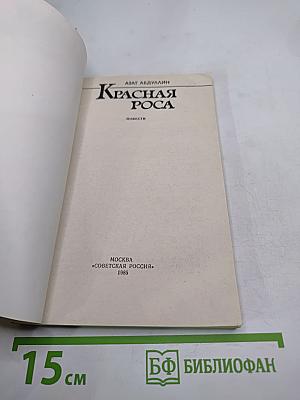 АЗАТ АБДУЛЛИН
КРАСНАЯ
РОСА
ПОВЕСТИ
МОСКВА
«СОВЕТСКАЯ РОССИЯ»
1985
15 см
БФ БИБЛИОФАН